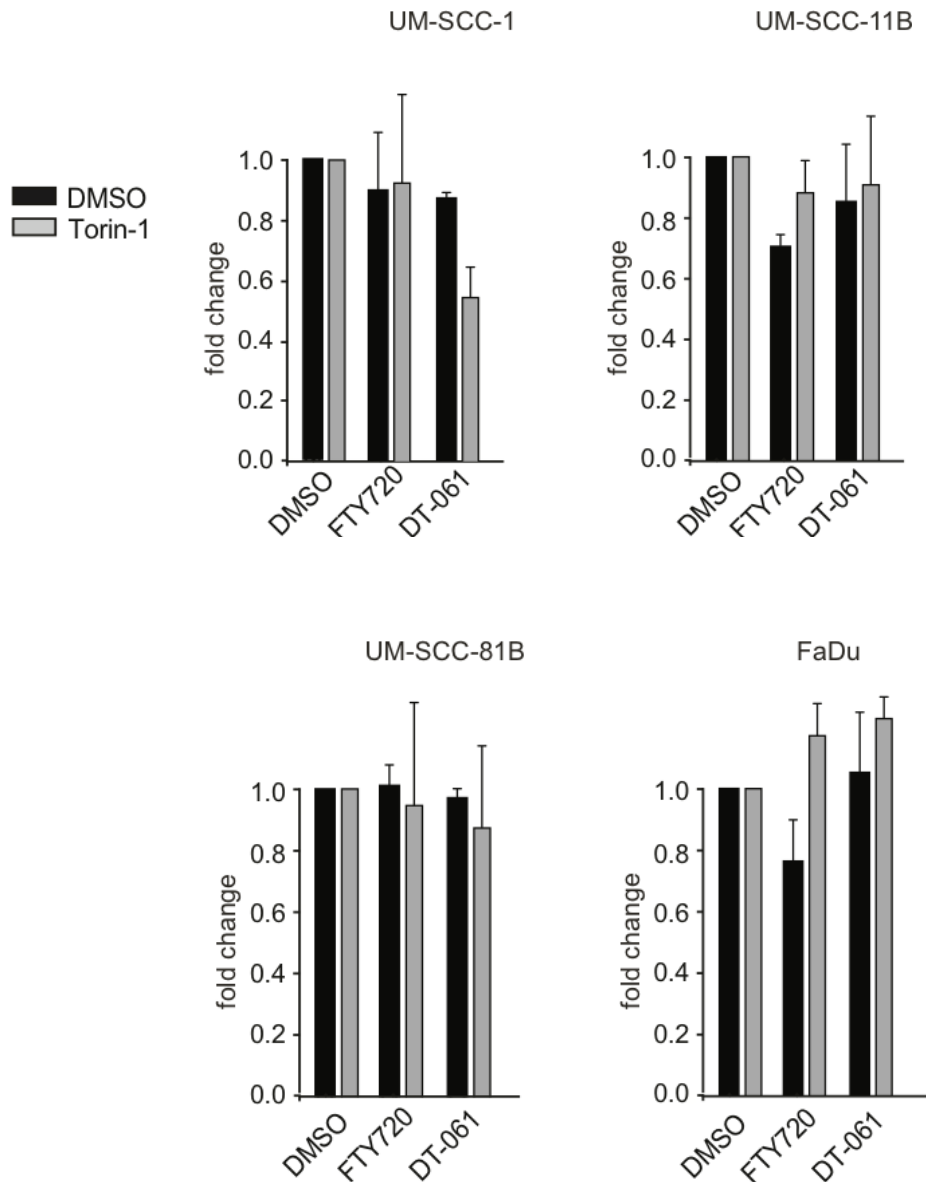 UM-SCC-1
DMSO
Torin-1
fold change
1.0
0.8
0.6
0.4
0.2
0.0
DMSO
FTY720
DT-061
UM-SCC-11B
fold change
1.0
0.8
0.6
0.4
0.2
0.0
DMSO
FTY720
DT-061
UM-SCC-81B
fold change
1.0
0.8
0.6
0.4
0.2
0.0
DMSO
FTY720
DT-061
FaDu
fold change
1.0
0.8
0.6
0.4
0.2
0.0
DMSO
FTY720
DT-061